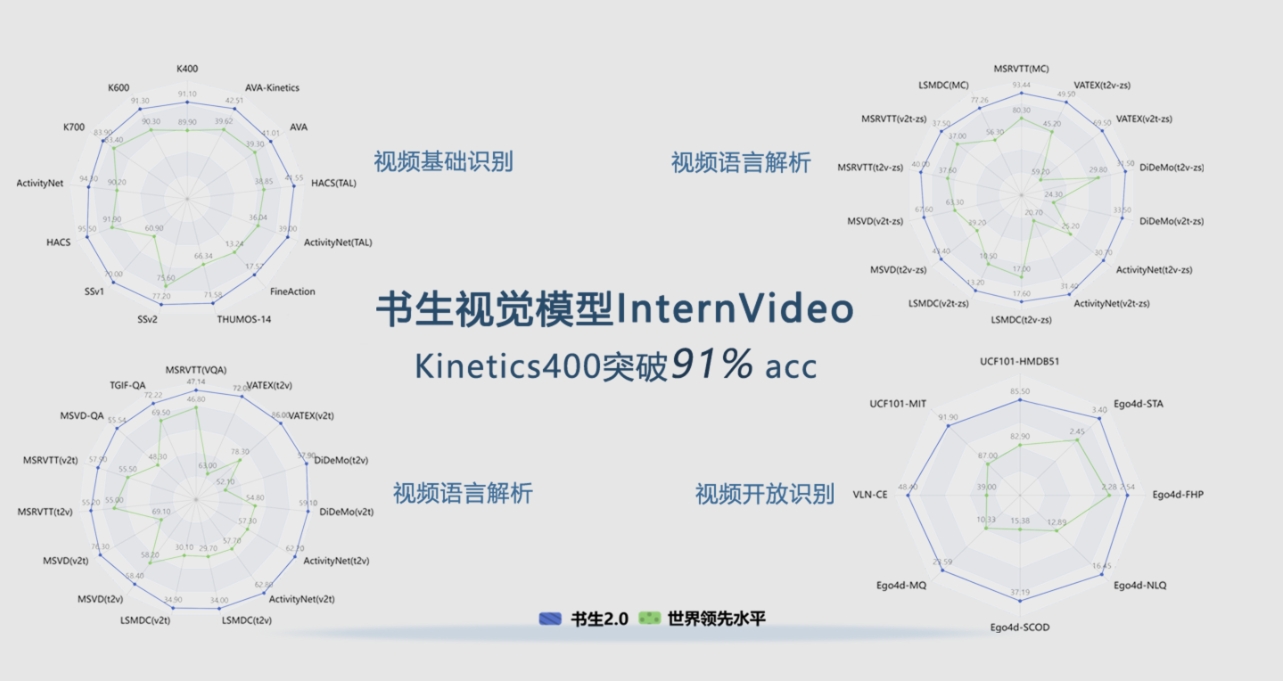 K400
K600
AVA-Kinetics
91.10
91.30
42.51
K700
AVA
90.30
89.90
39.62
83.90
83.40
41.01
39.30
视频基础识别
ActivityNet
90.20
38.85
41.55
HACS(TAL)
91.90
36.04
HACS
95.50
60.90
13.24
39.00
ActivityNet(TAL)
66.34
SSv1
70.00
75.60
FineAction
77.20
71.58
SSv2
THUMOS-14
MSRVTT(MC)
LSMDC(MC)
93.44
VATEX(t2v-zs)
77.26
49.50
MSRVTT(v2t-zs)
37.50
80.30
VATEX(v2t-zs)
37.00
56.70
45.20
69.50
视频语言解析
MSRVTT(t2v-zs)
40.00
37.60
59.20
29.80
31.50
DiDeMo(t2v-zs)
24.30
MSVD(v2t-zs)
67.60
63.30
39.20
20.70
25.20
33.50
DiDeMo(v2t-zs)
MSVD(t2v-zs)
43.40
10.50
17.00
30.70
ActivityNet(t2v-zs)
LSMDC(v2t-zs)
13.20
17.60
31.40
ActivityNet(v2t-zs)
LSMDC(t2v-zs)
书生视觉模型InternVideo
Kinetics400突破91% acc
MSRVTT(VQA)
TGIF-QA
47.14
VATEX(t2v)
72.22
46.80
MSVD-QA
55.54
69.50
VATEX(v2t)
MSRVTT(v2t)
57.90
48.30
63.00
78.30
57.90
DiDeMo(t2v)
55.50
52.10
MSRVTT(t2v)
55.20
55.00
69.10
54.60
59.10
DiDeMo(v2t)
57.30
MSVD(v2t)
76.30
58.20
30.10
29.70
57.70
62.20
ActivityNet(t2v)
MSVD(t2v)
58.40
34.90
34.00
62.80
ActivityNet(v2t)
LSMDC(v2t)
LSMDC(t2v)
视频语言解析
UCF101-HMDB51
UCF101-MIT
85.50
Ego4d-STA
91.90
3.40
82.90
2.45
87.00
视频开放识别
VLN-CE
48.40
39.00
2.28
2.54
Ego4d-FHP
10.33
15.38
12.89
Ego4d-MQ
23.59
37.19
16.45
Ego4d-NLQ
Ego4d-SCOD
书生2.0
世界领先水平